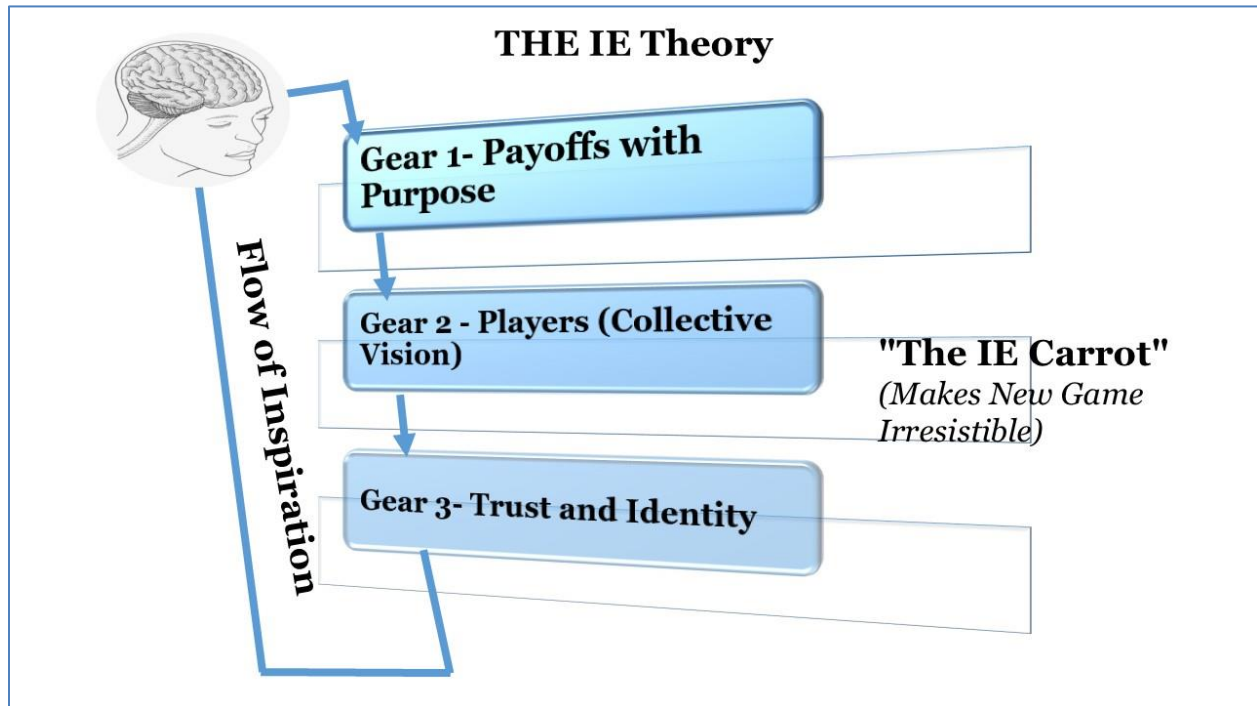 THE IE Theory
Gear 1- Payoffs with
Purpose
Gear 2 - Players (Collective
Vision)
Gear 3- Trust and Identity
Flow of Inspiration
"The IE Carrot"
(Makes New Game
Irresistible)